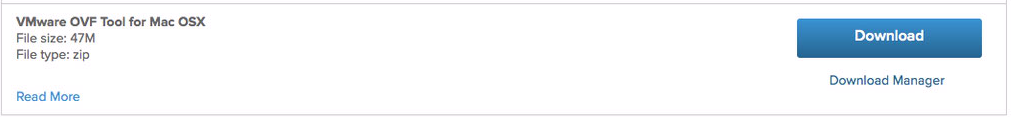 VMware OVF Tool for Mac OSX
File size: 47M
File type: zip
Read More
Download
Download Manager